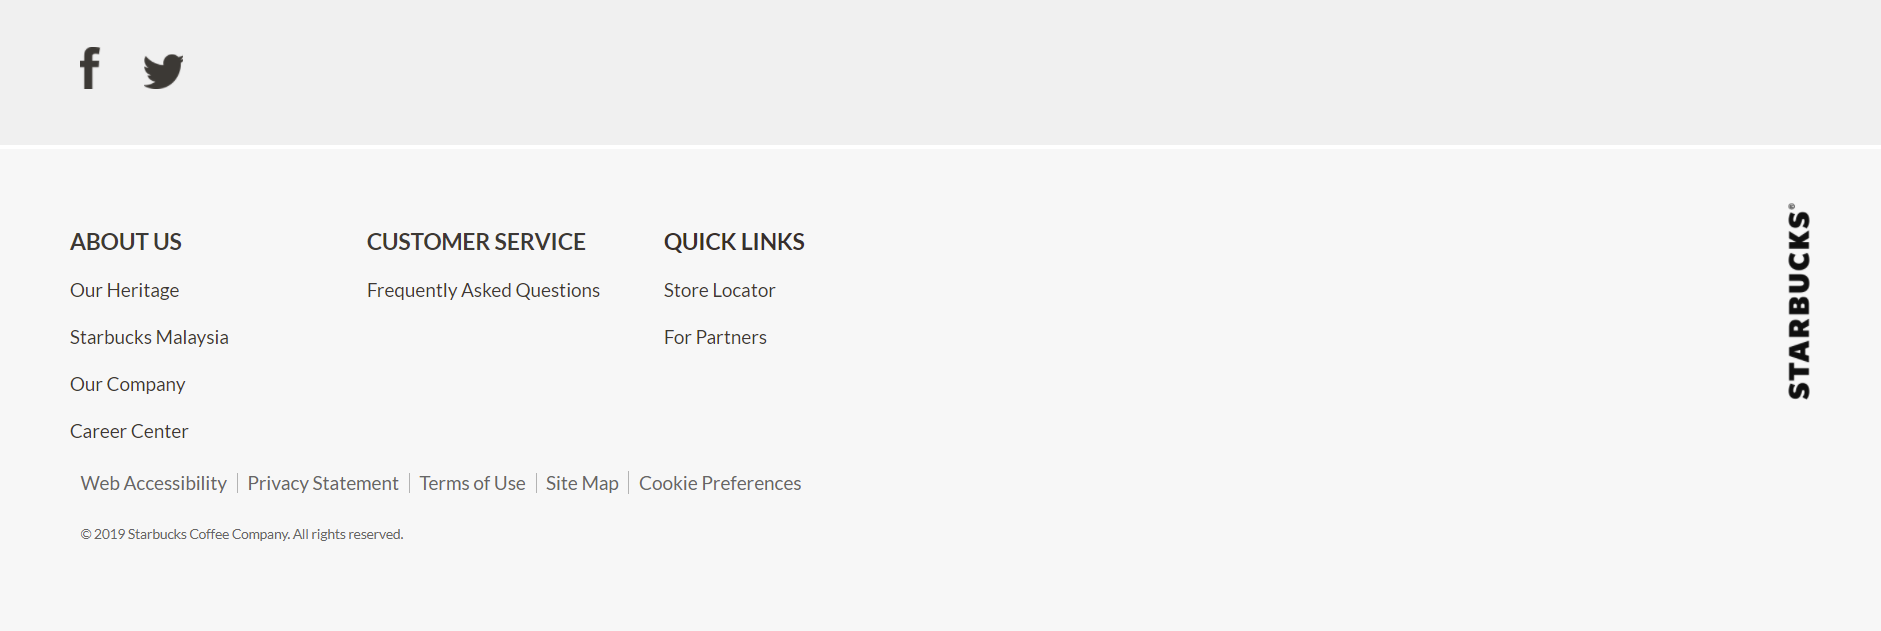 ABOUT US
Our Heritage
Starbucks Malaysia
Our Company
Career Center
CUSTOMER SERVICE
Frequently Asked Questions
QUICK LINKS
Store Locator
For Partners
STARBUCKS®
Web Accessibility
Privacy Statement
Terms of Use
Site Map
Cookie Preferences
© 2019 Starbucks Coffee Company. All rights reserved.